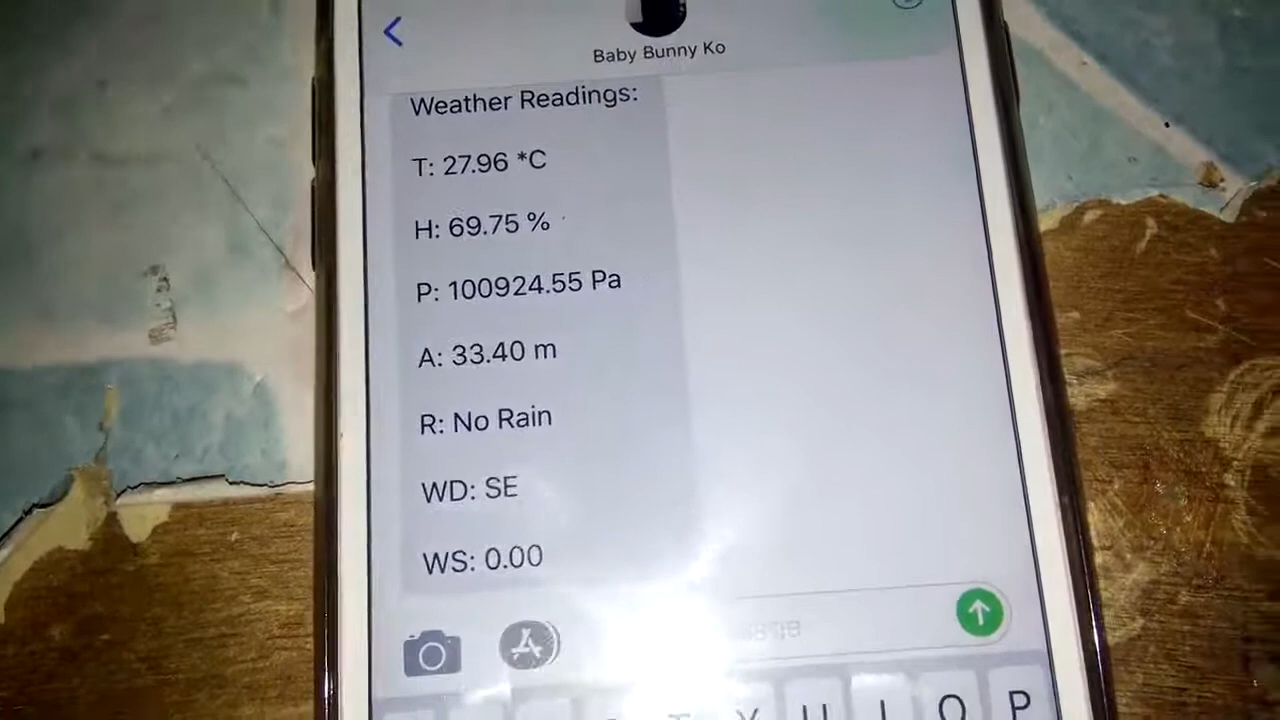 Baby Bunny Ko
Weather Readings:
T: 27.96 *C
H: 69.75 %
P: 100924.55 Pa
A: 33.40 m
R: No Rain
WD: SE
WS: 0.00
T Y U I O P